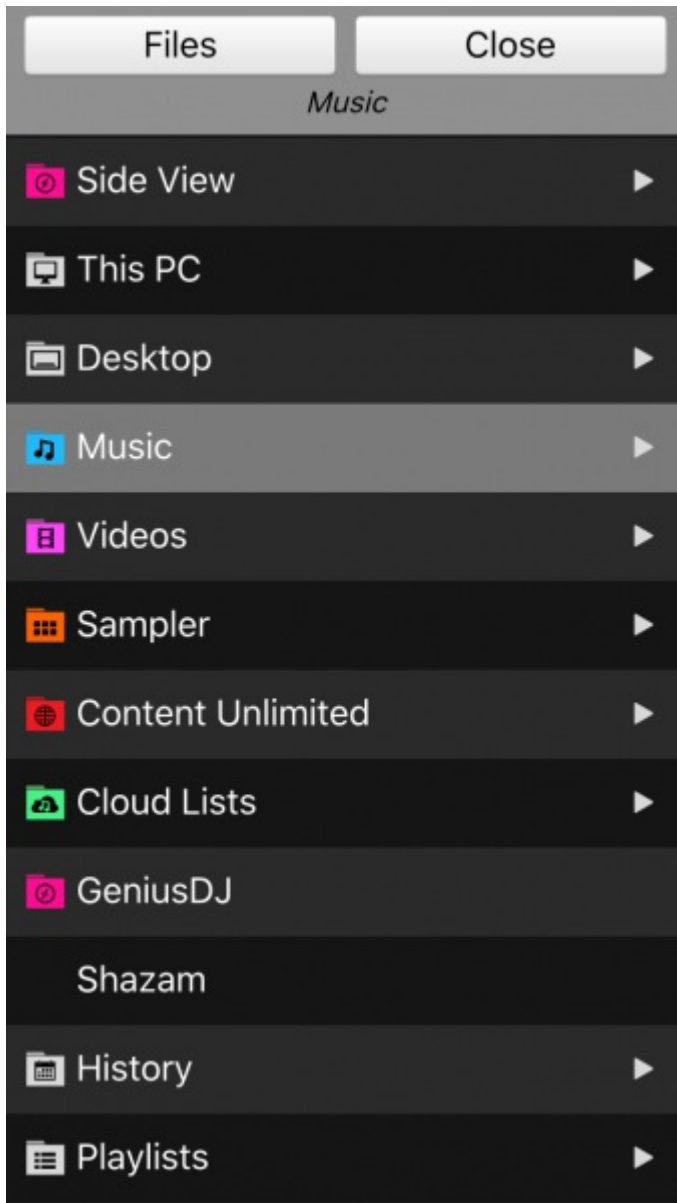 Files Close
Music
Side View
This PC
Desktop
Music
Videos
Sampler
Content Unlimited
Cloud Lists
GeniusDJ
Shazam
History
Playlists